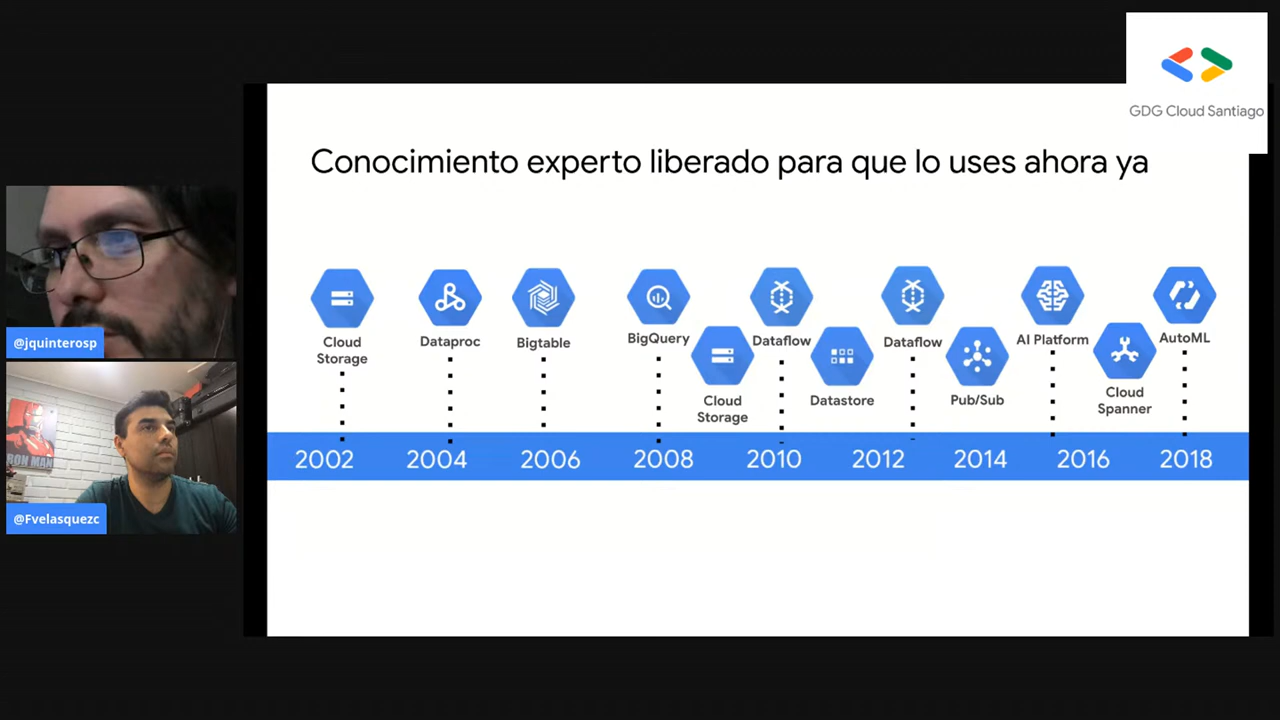 GDG Cloud Santiago
Conocimiento experto liberado para que lo uses ahora ya
Cloud
Storage
Dataproc
Bigtable
BigQuery
Cloud
Storage
Dataflow
Datastore
Dataflow
Pub/Sub
AI Platform
Cloud
Spanner
AutoML
2002
2004
2006
2008
2010
2012
2014
2016
2018
@jquinterosp
IRON MAN
@Fvelasquezc